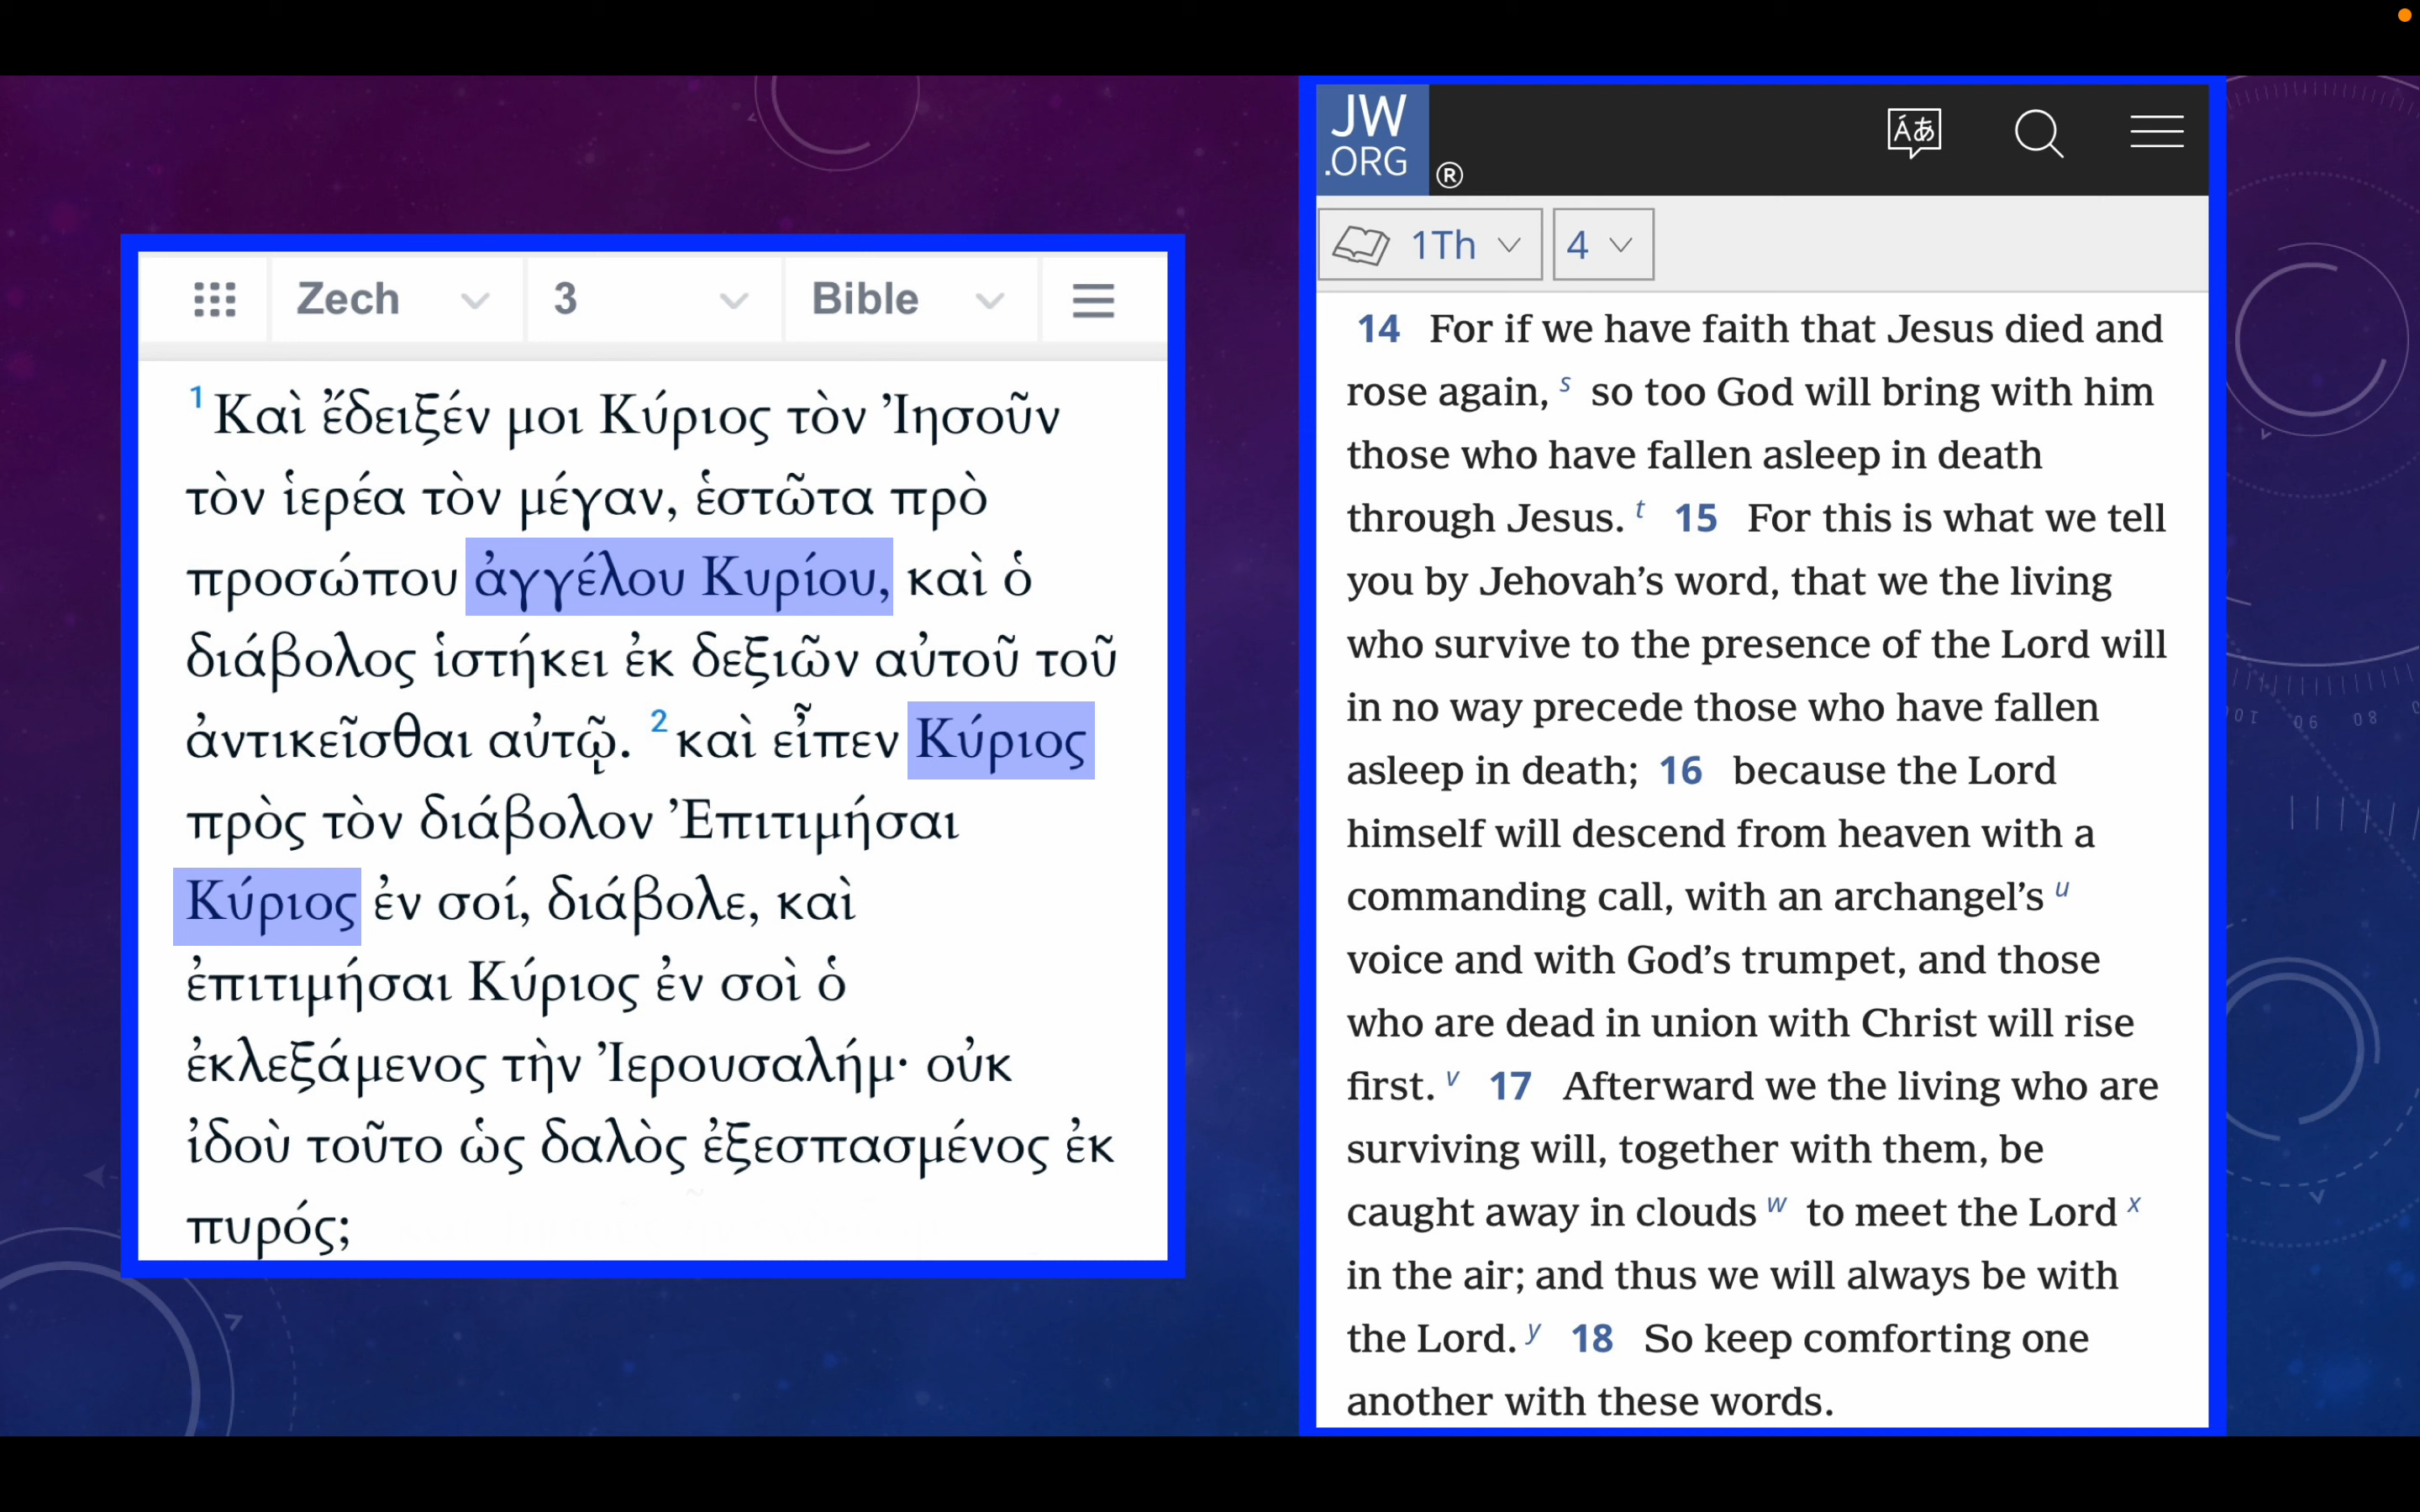 Zech 3 Bible
1 Καὶ ἔδειξέν μοι Κύριος τὸν Ἰησοῦν
τὸν ἱερέα τὸν μέγαν, ἑστῶτα πρὸ
προσώπου ἀγγέλου Κυρίου, καὶ ὁ
διάβολος ἱστήκει ἐκ δεξιῶν αὐτοῦ τοῦ
ἀντικεῖσθαι αὐτῷ. 2 καὶ εἶπεν Κύριος
πρὸς τὸν διάβολον Ἐπιτιμήσαι
Κύριος ἐν σοί, διάβολε, καὶ
ἐπιτιμήσαι Κύριος ἐν σοὶ ὁ
ἐκλεξάμενος τὴν Ἰερουσαλήμ· οὐκ
ἰδοὺ τοῦτο ὡς δαλὸς ἐξεσπασμένος ἐκ
πυρός;
JW
.ORG ®
Áあ
1Th 4
14 For if we have faith that Jesus died and
rose again, s so too God will bring with him
those who have fallen asleep in death
through Jesus. t 15 For this is what we tell
you by Jehovah’s word, that we the living
who survive to the presence of the Lord will
in no way precede those who have fallen
asleep in death; 16 because the Lord
himself will descend from heaven with a
commanding call, with an archangel’s u
voice and with God’s trumpet, and those
who are dead in union with Christ will rise
first. v 17 Afterward we the living who are
surviving will, together with them, be
caught away in clouds w to meet the Lord x
in the air; and thus we will always be with
the Lord. y 18 So keep comforting one
another with these words.